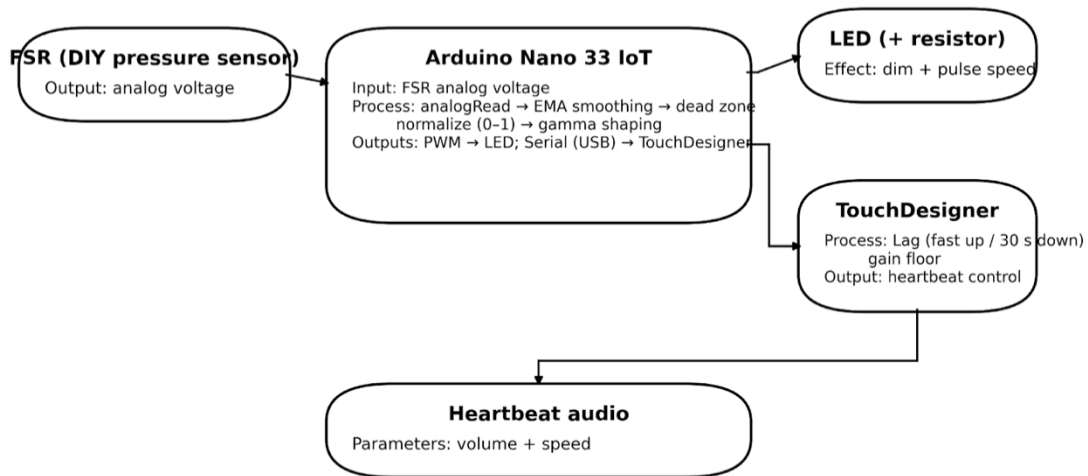 FSR (DIY pressure sensor)
Output: analog voltage
Arduino Nano 33 IoT
Input: FSR analog voltage
Process: analogRead → EMA smoothing → dead zone
normalize (0–1) → gamma shaping
Outputs: PWM → LED; Serial (USB) → TouchDesigner
LED (+ resistor)
Effect: dim + pulse speed
TouchDesigner
Process: Lag (fast up / 30 s down)
gain floor
Output: heartbeat control
Heartbeat audio
Parameters: volume + speed